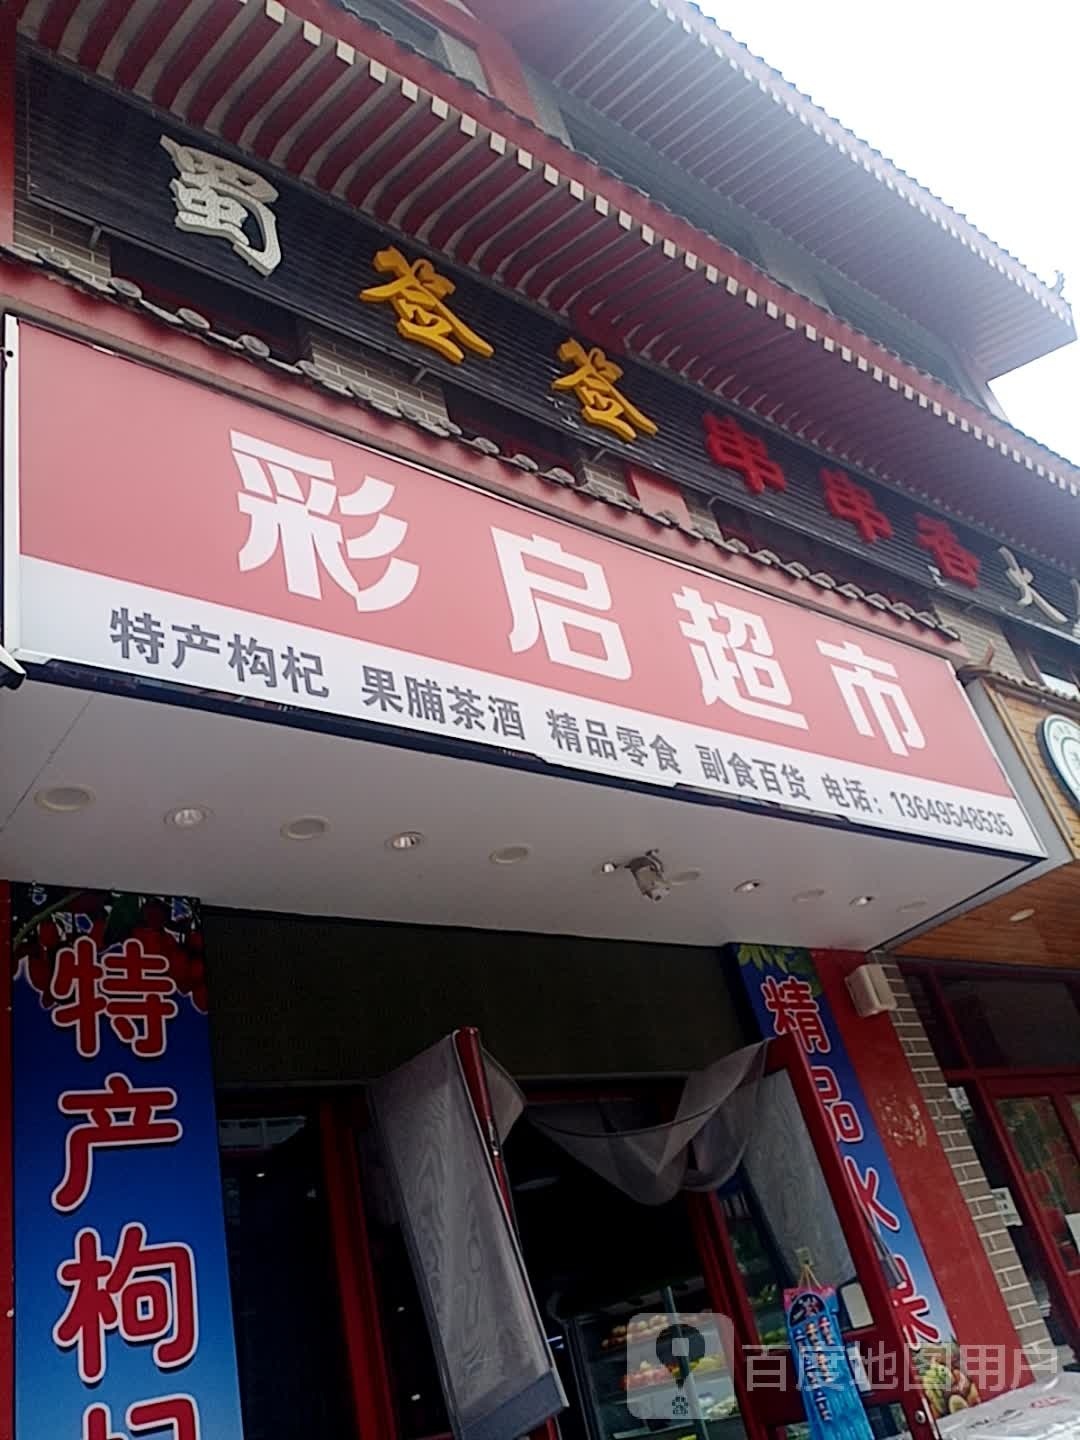 蜀签签串串香火
彩启超市
特产枸杞 果脯茶酒 精品零食 副食百货 电话：13649548535
特产枸杞
精品水果
百度地图用户